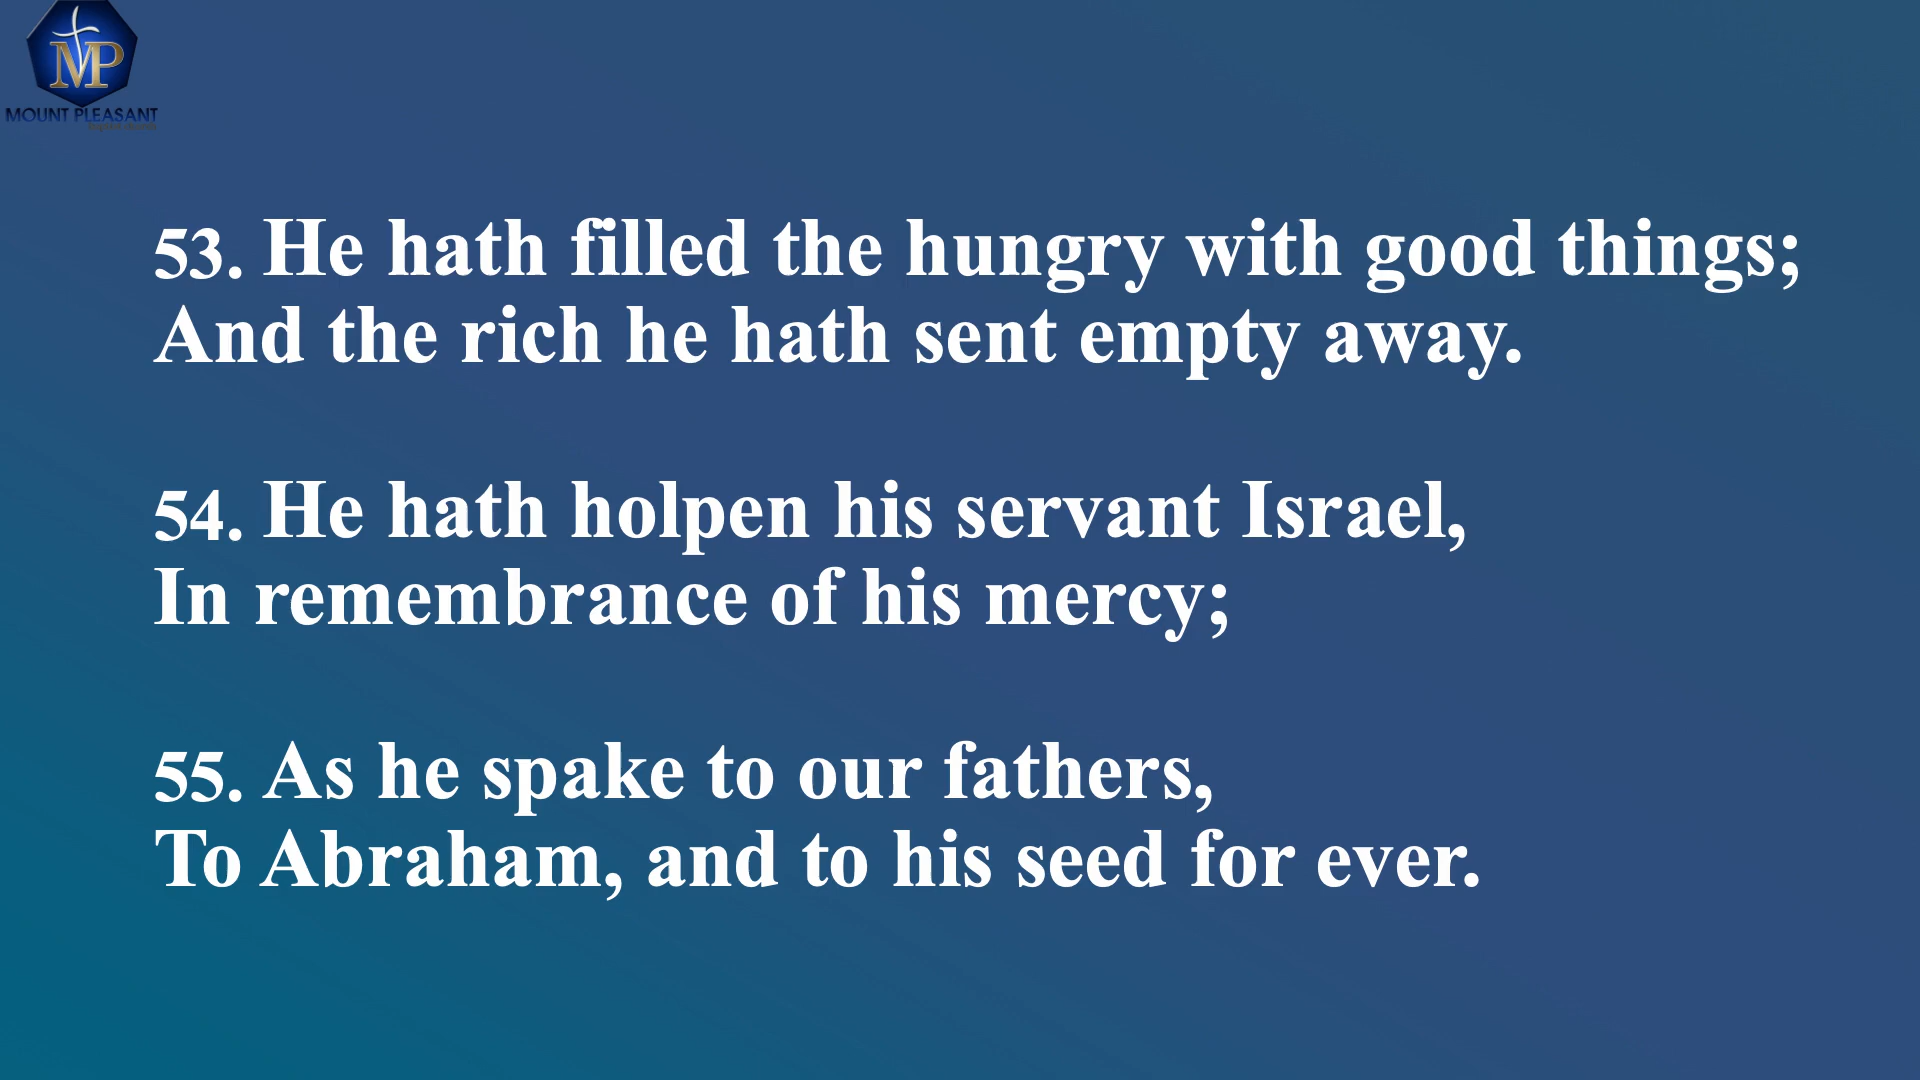 MP
MOUNT PLEASANT
53. He hath filled the hungry with good things;
And the rich he hath sent empty away.
54. He hath holpen his servant Israel,
In remembrance of his mercy;
55. As he spake to our fathers,
To Abraham, and to his seed for ever.